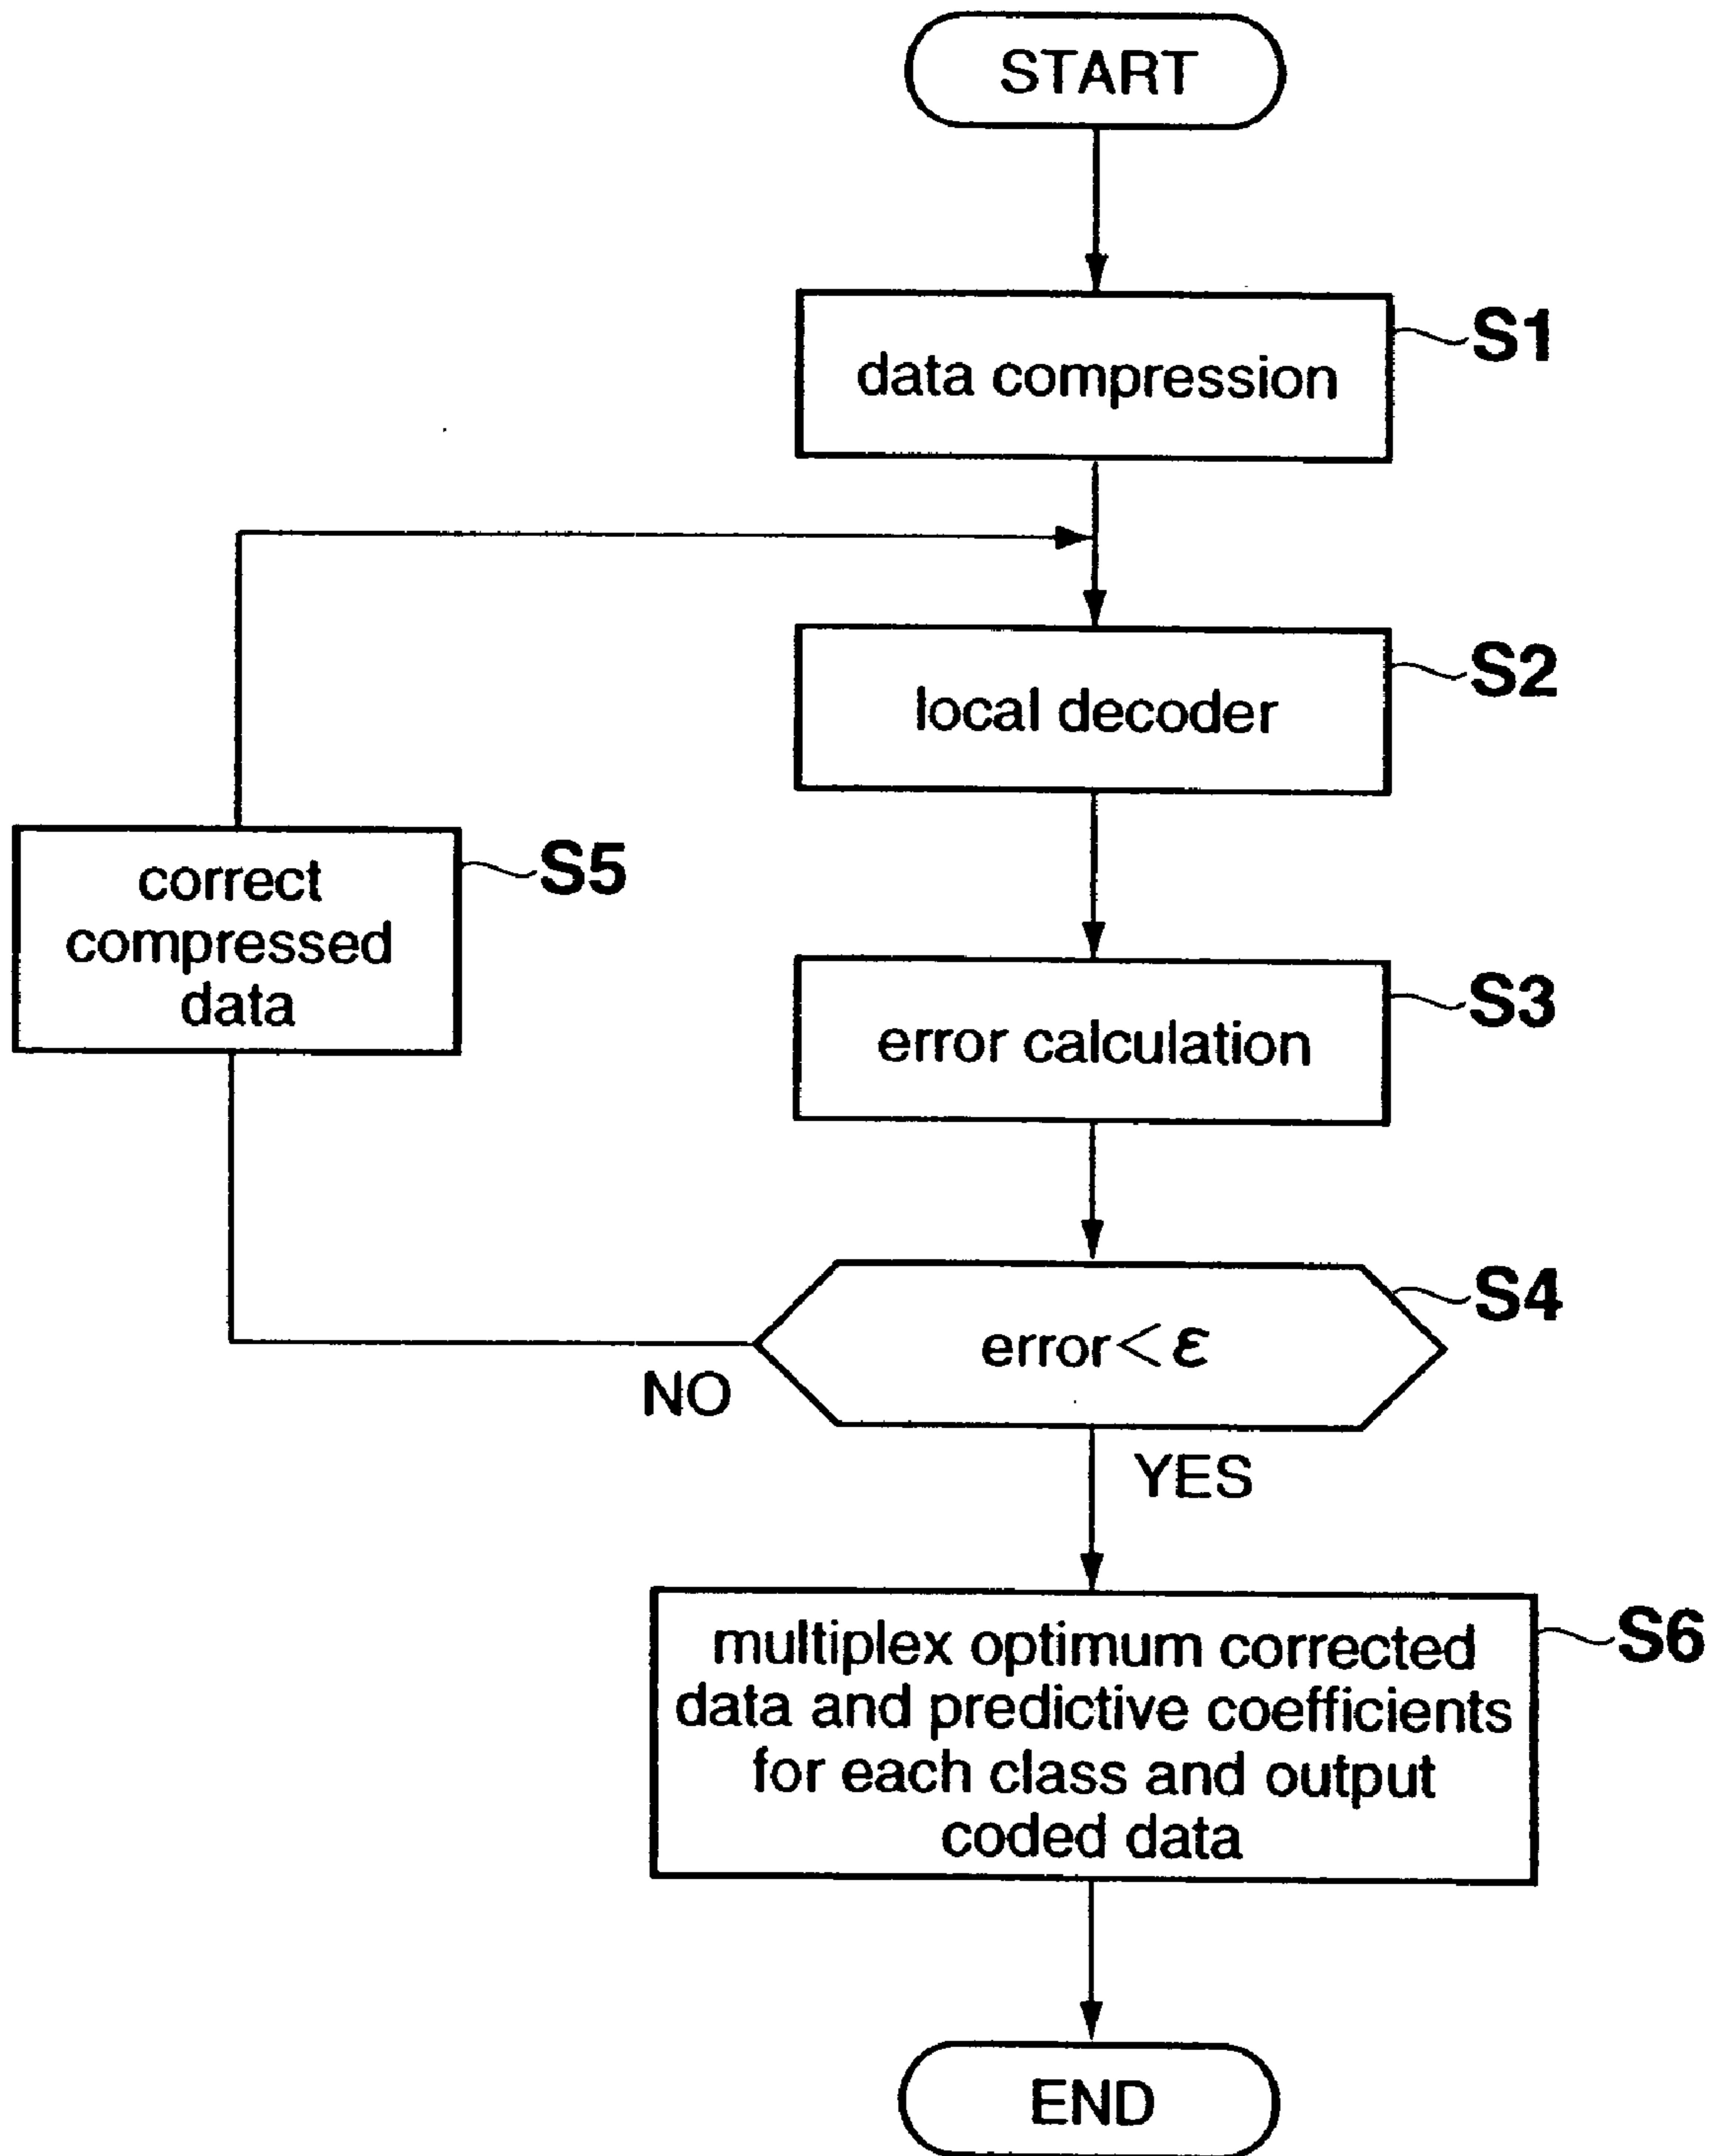 START
data compression
S1
local decoder
S2
correct
compressed
data
S5
error calculation
S3
error<ε
S4
NO
YES
multiplex optimum corrected
data and predictive coefficients
for each class and output
coded data
S6
END